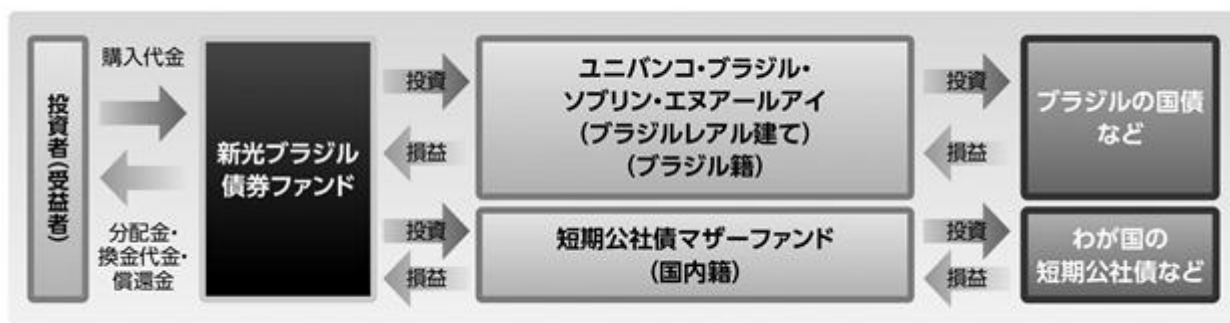 投資者(受益者)
購入代金
分配金・
換金代金・
償還金
新光ブラジル
債券ファンド
投資
損益
投資
損益
ユニバンコ・ブラジル・
ソブリン・エヌアールアイ
(ブラジルレアル建て)
(ブラジル籍)
短期公社債マザーファンド
(国内籍)
投資
損益
投資
損益
ブラジルの国債
など
わが国の
短期公社債など